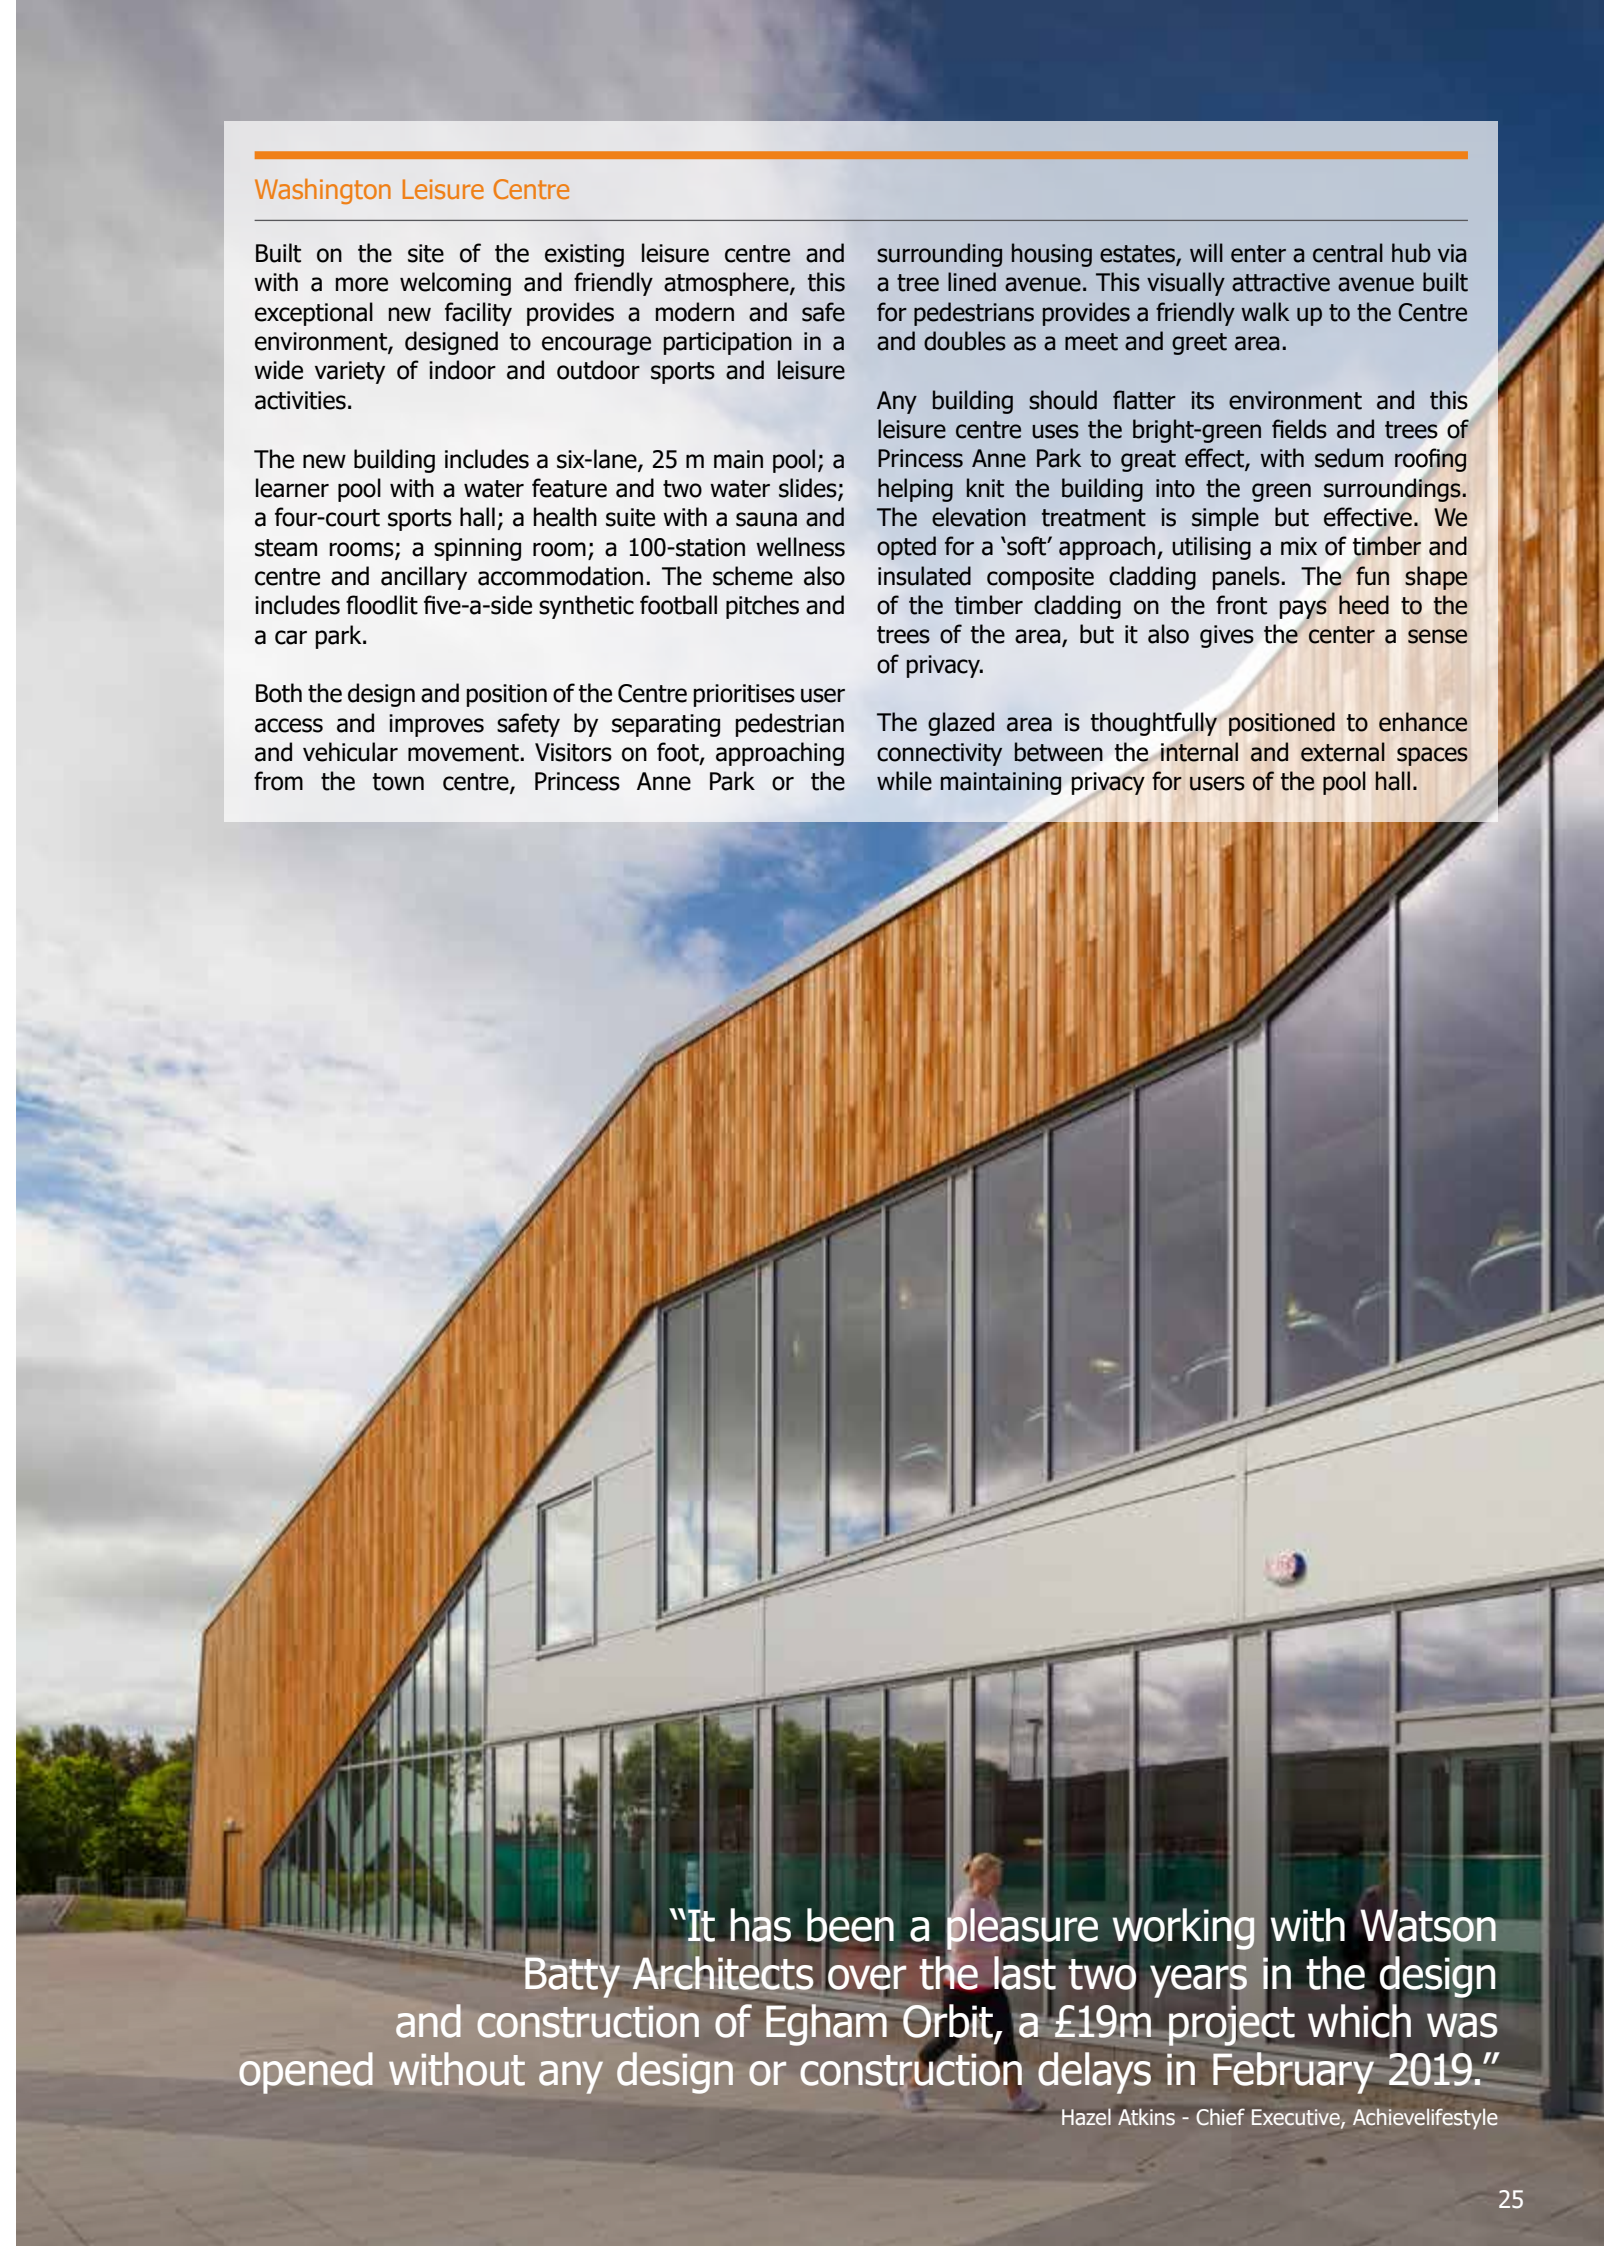 Washington Leisure Centre
Built on the site of the existing leisure centre and
with a more welcoming and friendly atmosphere, this
exceptional new facility provides a modern and safe
environment, designed to encourage participation in a
wide variety of indoor and outdoor sports and leisure
activities.
The new building includes a six-lane, 25 m main pool; a
learner pool with a water feature and two water slides;
a four-court sports hall; a health suite with a sauna and
steam rooms; a spinning room; a 100-station wellness
centre and ancillary accommodation. The scheme also
includes floodlit five-a-side synthetic football pitches and
a car park.
Both the design and position of the Centre prioritises user
access and improves safety by separating pedestrian
and vehicular movement. Visitors on foot, approaching
from the town centre, Princess Anne Park or the
surrounding housing estates, will enter a central hub via
a tree lined avenue. This visually attractive avenue built
for pedestrians provides a friendly walk up to the Centre
and doubles as a meet and greet area.
Any building should flatter its environment and this
leisure centre uses the bright-green fields and trees of
Princess Anne Park to great effect, with sedum roofing
helping knit the building into the green surroundings.
The elevation treatment is simple but effective. We
opted for a ‘soft’ approach, utilising a mix of timber and
insulated composite cladding panels. The fun shape
of the timber cladding on the front pays heed to the
trees of the area, but it also gives the center a sense
of privacy.
The glazed area is thoughtfully positioned to enhance
connectivity between the internal and external spaces
while maintaining privacy for users of the pool hall.
“It has been a pleasure working with Watson
Batty Architects over the last two years in the design
and construction of Egham Orbit, a £19m project which was
opened without any design or construction delays in February 2019.”
Hazel Atkins - Chief Executive, Achievelifestyle
25